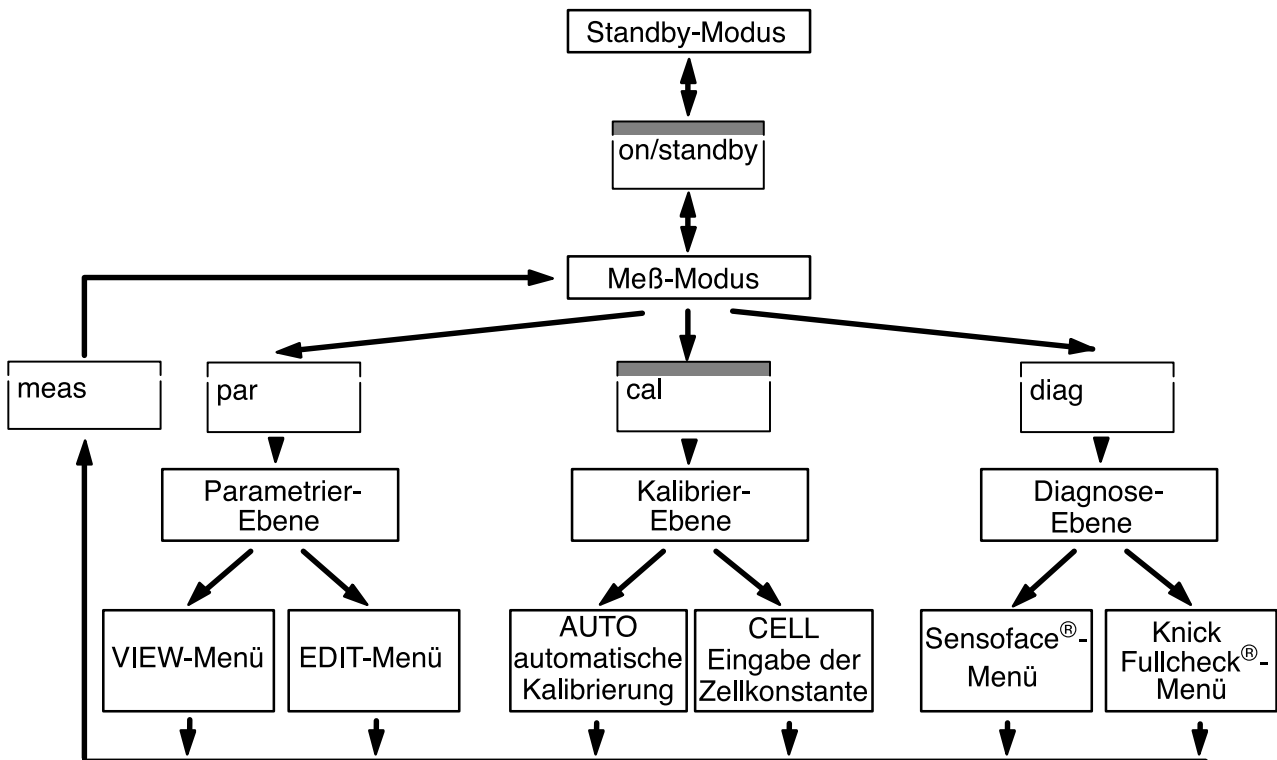 Standby-Modus
on/standby
Meß-Modus
meas
par
cal
diag
Parametrier-
Ebene
Kalibrier-
Ebene
Diagnose-
Ebene
VIEW-Menü
EDIT-Menü
AUTO
automatische
Kalibrierung
CELL
Eingabe der
Zellkonstante
Sensoface®-
Menü
Knick
Fullcheck®-
Menü